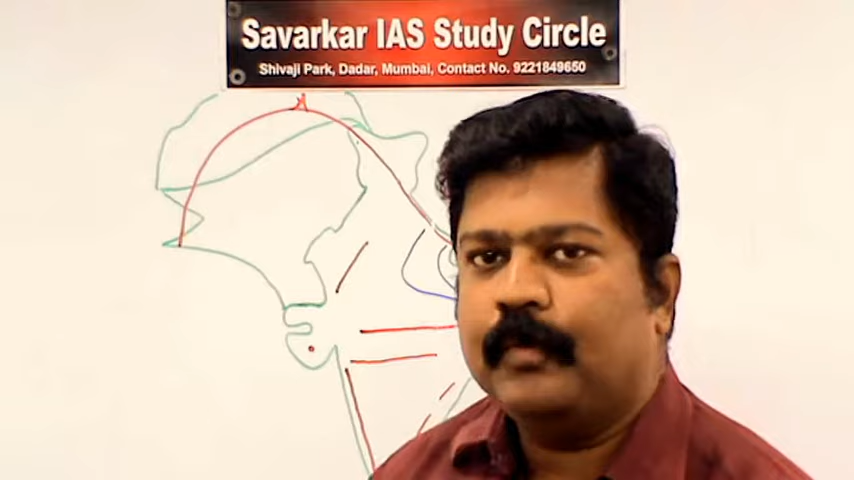 Savarkar IAS Study Circle
Shivaji Park, Dadar, Mumbai, Contact No. 9221849650